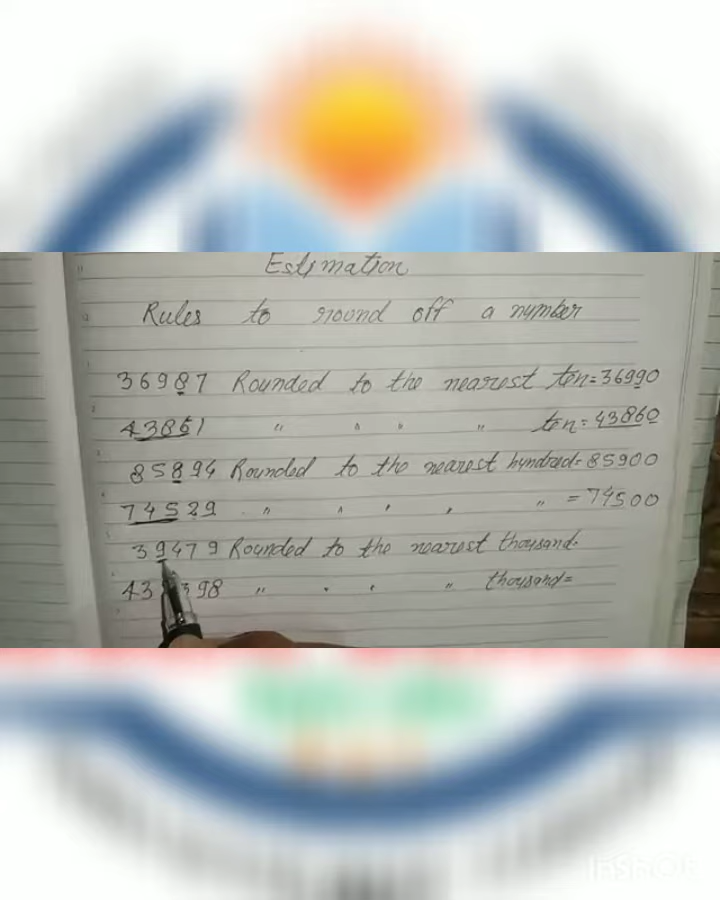 Estimation
Rules to round off a number
36987 Rounded to the nearest ten = 36990
43861 " " " " ten = 43860
85894 Rounded to the nearest hundred = 85900
74529 " " " " " = 74500
39479 Rounded to the nearest thousand =
43 398 " " " " thousand =